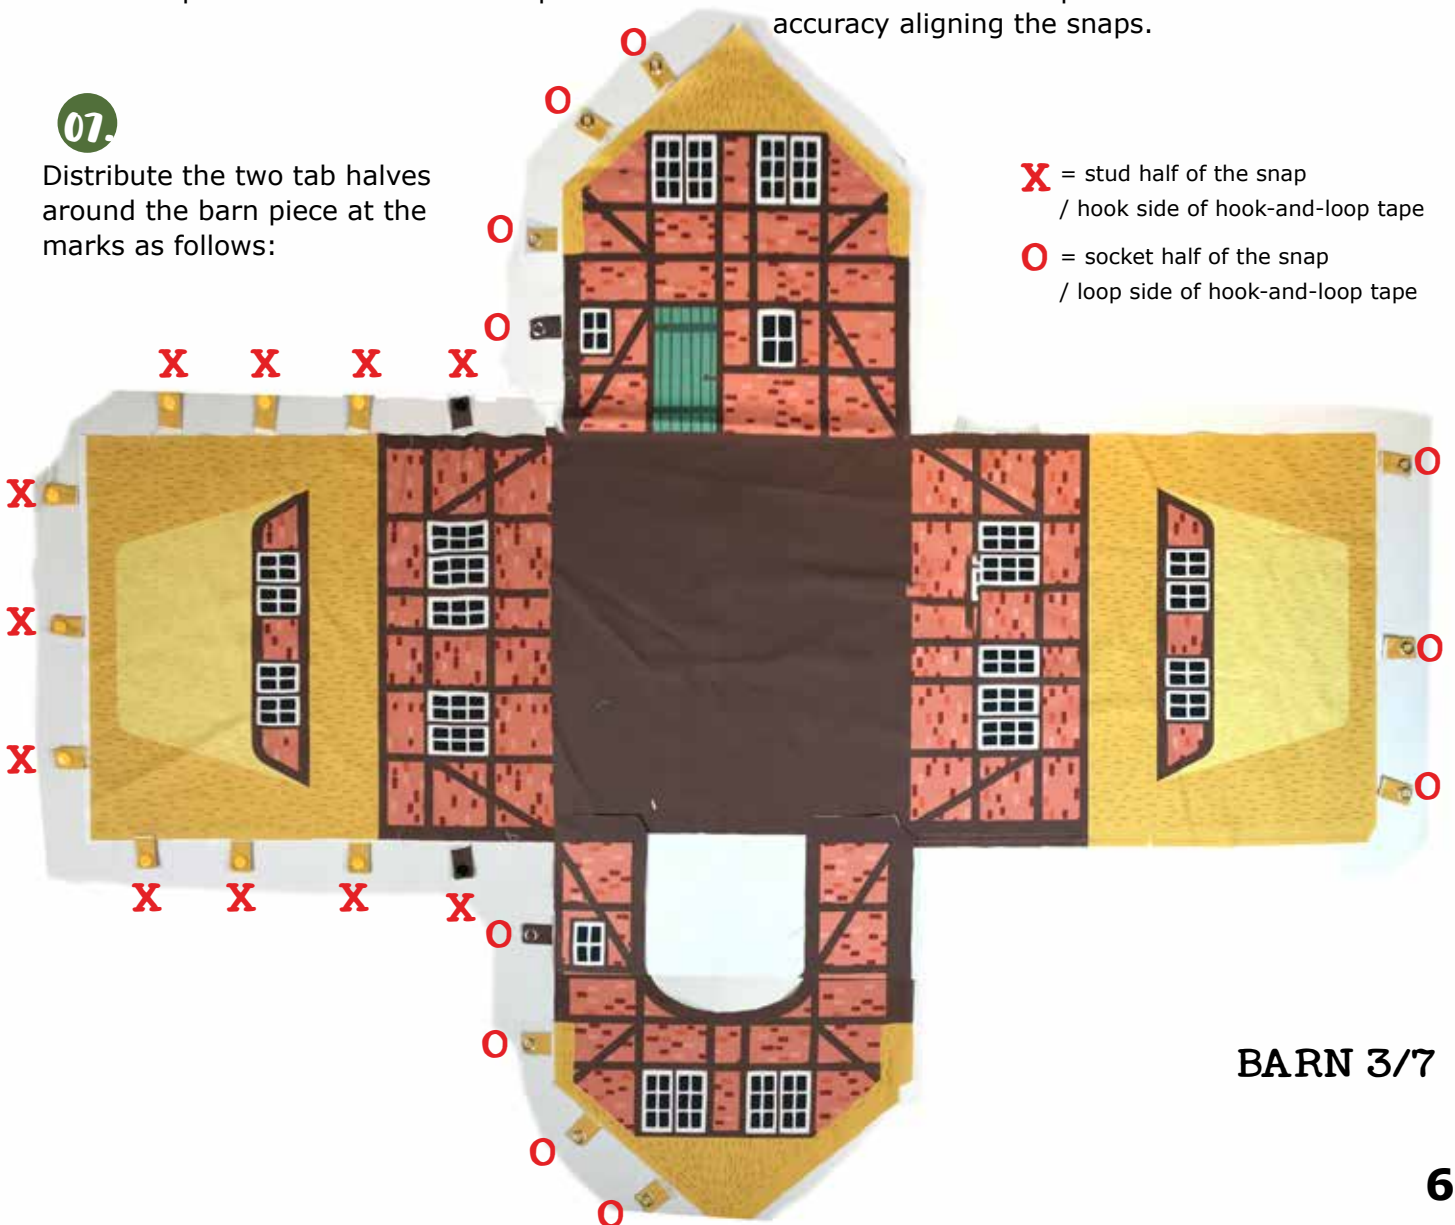 accuracy aligning the snaps.
07.
Distribute the two tab halves
around the barn piece at the
marks as follows:
X = stud half of the snap
/ hook side of hook-and-loop tape
O = socket half of the snap
/ loop side of hook-and-loop tape
O
O
O
O
X X X X
X
X
X
O
O
O
X X X X
O
O
O
O
BARN 3/7
6